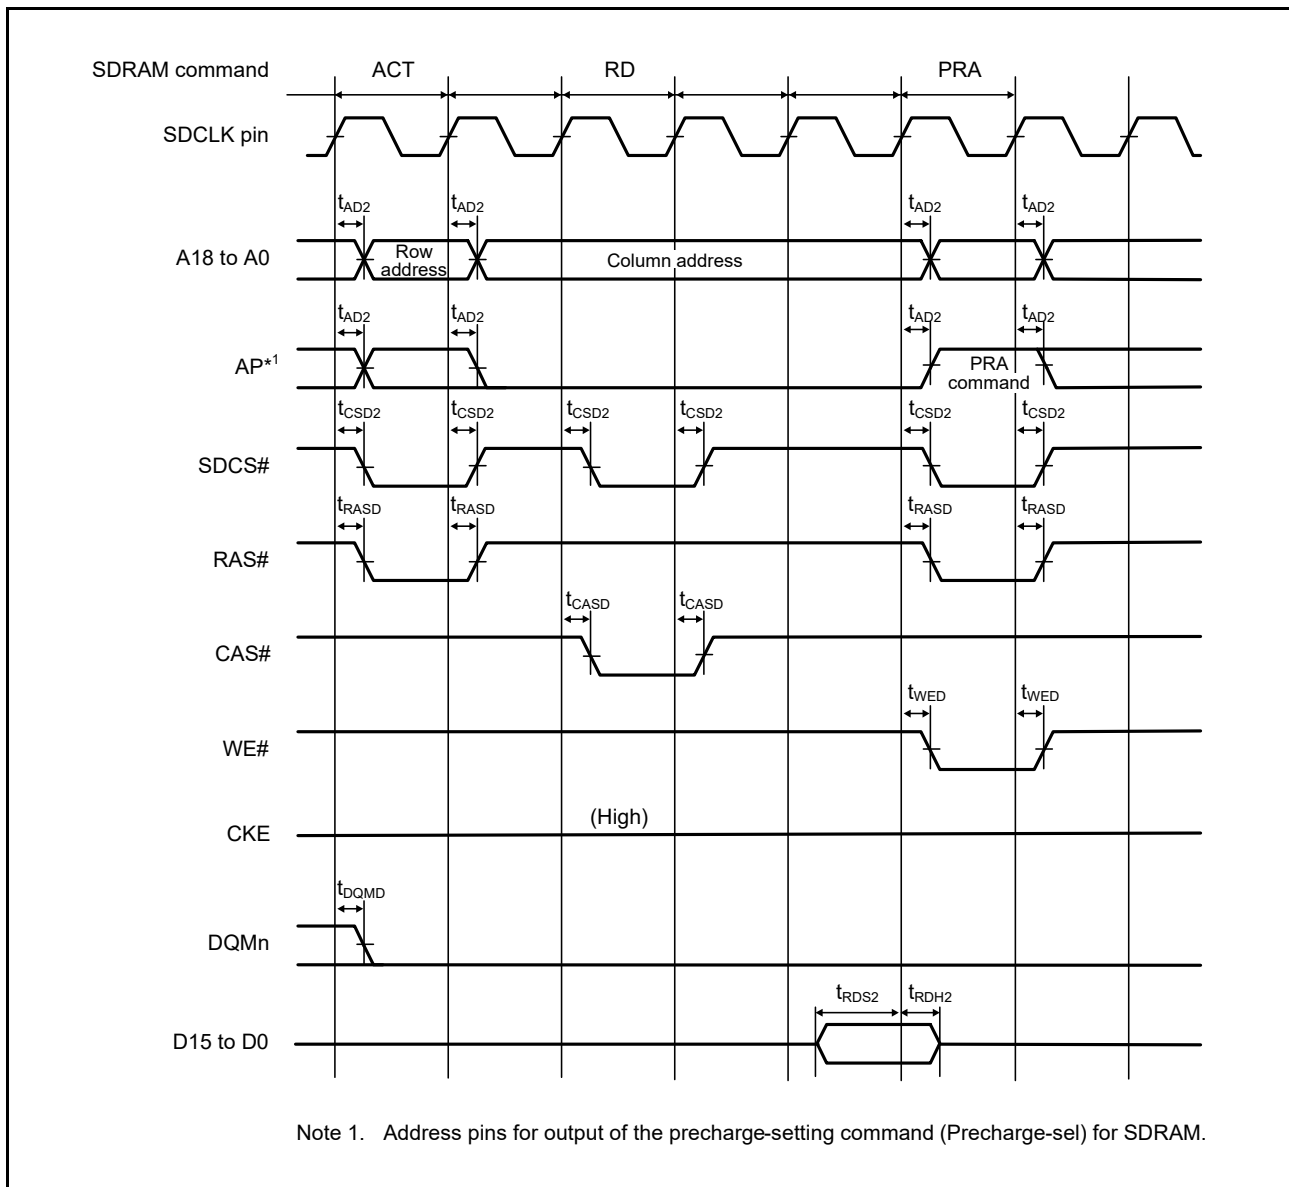 SDRAM command ACT RD PRA
SDCLK pin
tAD2 tAD2 tAD2 tAD2
A18 to A0 Row address Column address
tAD2 tAD2 tAD2 tAD2
AP*1 PRA command
tCSD2 tCSD2 tCSD2 tCSD2 tCSD2 tCSD2
SDCS#
tRASD tRASD tRASD tRASD
RAS#
tCASD tCASD
CAS#
tWED tWED
WE#
(High)
CKE
tDQMD
DQMn
tRDS2 tRDH2
D15 to D0
Note 1. Address pins for output of the precharge-setting command (Precharge-sel) for SDRAM.